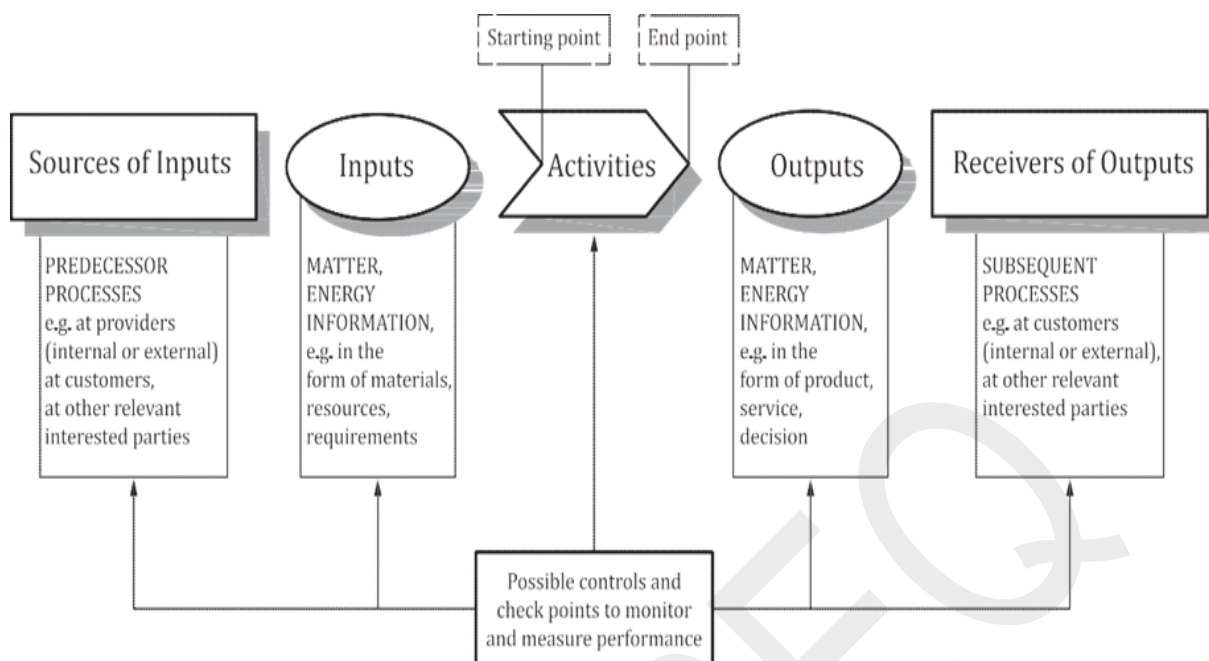 Starting point
End point
Sources of Inputs
Inputs
Activities
Outputs
Receivers of Outputs
PREDECESSOR
PROCESSES
e.g. at providers
(internal or external)
at customers,
at other relevant
interested parties
MATTER,
ENERGY
INFORMATION,
e.g. in the
form of materials,
resources,
requirements
MATTER,
ENERGY
INFORMATION,
e.g. in the
form of product,
service,
decision
SUBSEQUENT
PROCESSES
e.g. at customers
(internal or external),
at other relevant
interested parties
Possible controls and
check points to monitor
and measure performance